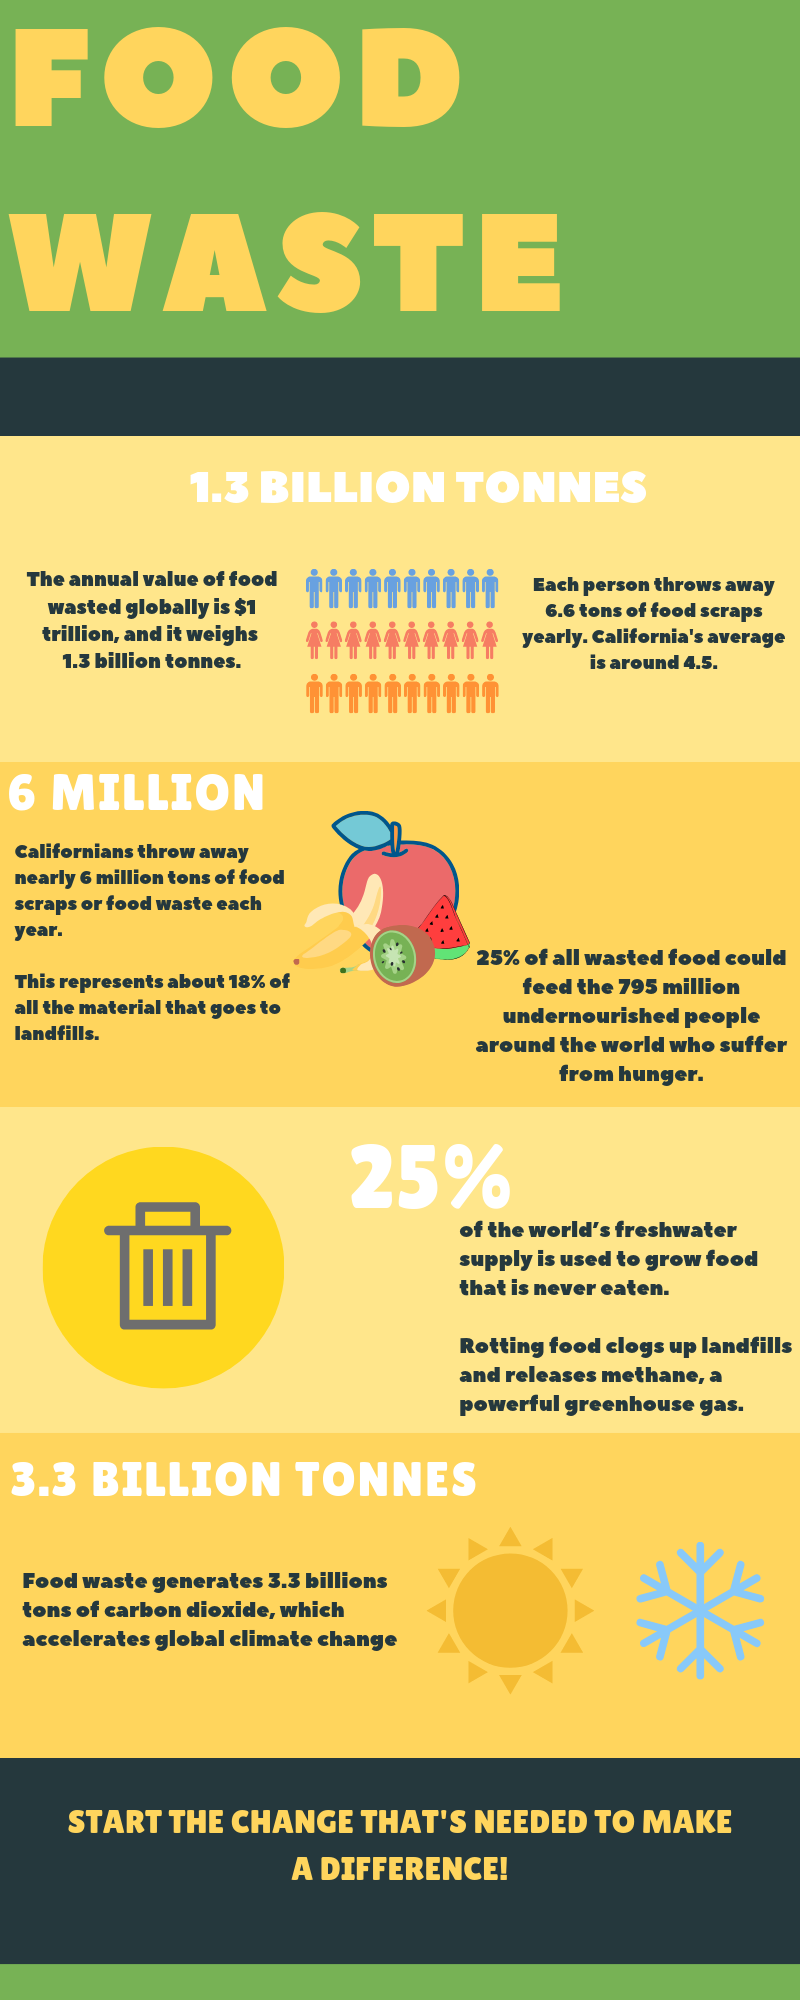 FOOD
WASTE
1.3 BILLION TONNES
The annual value of food
wasted globally is $1
trillion, and it weighs
1.3 billion tonnes.
Each person throws away
6.6 tons of food scraps
yearly. California's average
is around 4.5.
6 MILLION
Californians throw away
nearly 6 million tons of food
scraps or food waste each
year.
This represents about 18% of
all the material that goes to
landfills.
25% of all wasted food could
feed the 795 million
undernourished people
around the world who suffer
from hunger.
25%
of the world’s freshwater
supply is used to grow food
that is never eaten.
Rotting food clogs up landfills
and releases methane, a
powerful greenhouse gas.
3.3 BILLION TONNES
Food waste generates 3.3 billions
tons of carbon dioxide, which
accelerates global climate change
START THE CHANGE THAT'S NEEDED TO MAKE
A DIFFERENCE!